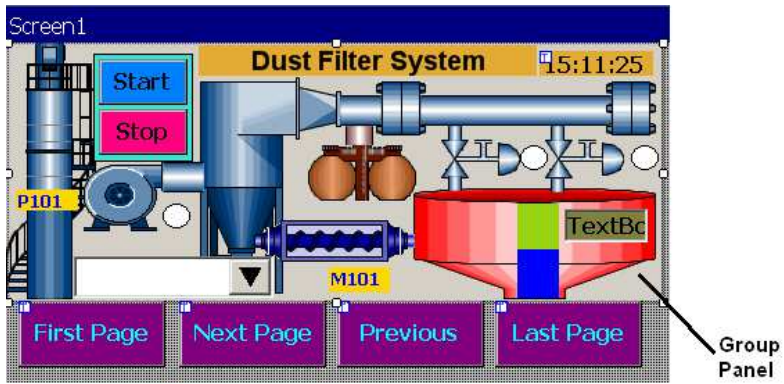 Screen1
Dust Filter System
15:11:25
Start
Stop
P101
TextBo
M101
First Page
Next Page
Previous
Last Page
Group
Panel